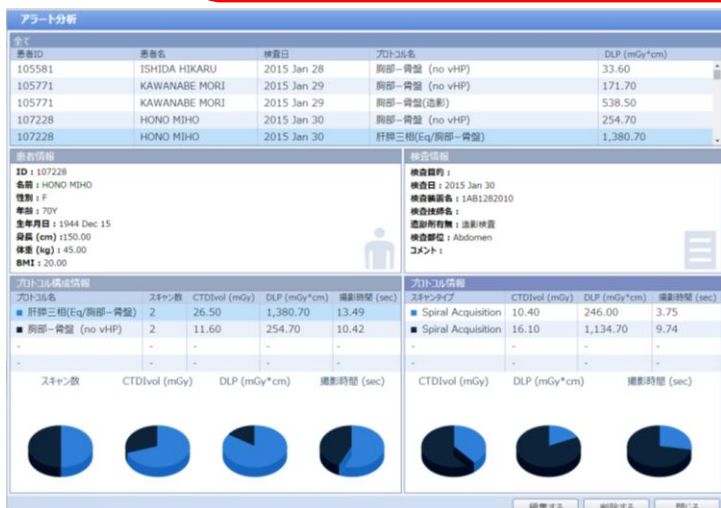 アラート分析
全て
患者ID 患者名 検査日 プロトコル名 DLP (mGy*cm)
105581 ISHIDA HIKARU 2015 Jan 28 胸部−骨盤 (no vHP) 33.60
105771 KAWANABE MORI 2015 Jan 29 胸部−骨盤 (no vHP) 171.70
105771 KAWANABE MORI 2015 Jan 29 胸部−骨盤(造影) 538.50
107228 HONO MIHO 2015 Jan 30 胸部−骨盤 (no vHP) 254.70
107228 HONO MIHO 2015 Jan 30 肝膵三相(Eq/胸部−骨盤) 1,380.70
患者情報
ID : 107228
名前 : HONO MIHO
性別 : F
年齢 : 70Y
生年月日 : 1944 Dec 15
身長 (cm) :150.00
体重 (kg) : 45.00
BMI : 20.00
検査情報
検査目的 :
検査日 : 2015 Jan 30
検査装置名 : 1AB1282010
検査技師名 :
造影剤有無 : 造影検査
検査部位 : Abdomen
コメント :
プロトコル構成情報
プロトコル名 スキャン数 CTDIvol (mGy) DLP (mGy*cm) 撮影時間 (sec)
肝膵三相(Eq/胸部−骨盤) 2 26.50 1,380.70 13.49
胸部−骨盤 (no vHP) 2 11.60 254.70 10.42
- - - - -
- - - - -
スキャン数 CTDIvol (mGy) DLP (mGy*cm) 撮影時間 (sec)
プロトコル情報
スキャンタイプ CTDIvol (mGy) DLP (mGy*cm) 撮影時間 (sec)
Spiral Acquisition 10.40 246.00 3.75
Spiral Acquisition 16.10 1,134.70 9.74
- - - -
- - - -
CTDIvol (mGy) DLP (mGy*cm) 撮影時間 (sec)
編集する 削除する 閉じる